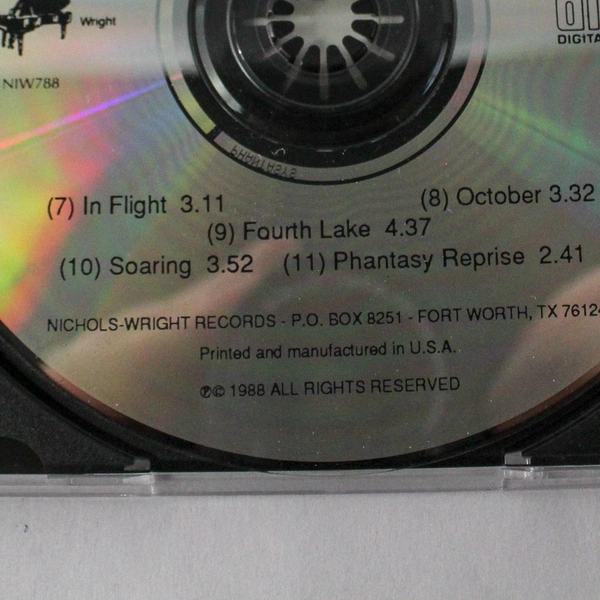 Wright
DIGITA
NIW788
PHANTASYS
(7) In Flight 3.11 (8) October 3.32
(9) Fourth Lake 4.37
(10) Soaring 3.52 (11) Phantasy Reprise 2.41
NICHOLS-WRIGHT RECORDS - P.O. BOX 8251 - FORT WORTH, TX 76124
Printed and manufactured in U.S.A.
℗© 1988 ALL RIGHTS RESERVED